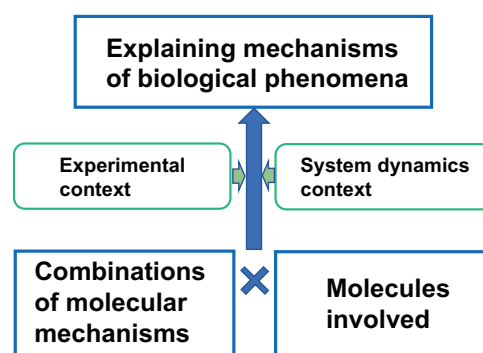 Explaining mechanisms
of biological phenomena
Experimental
context
System dynamics
context
Combinations
of molecular
mechanisms
Molecules
involved